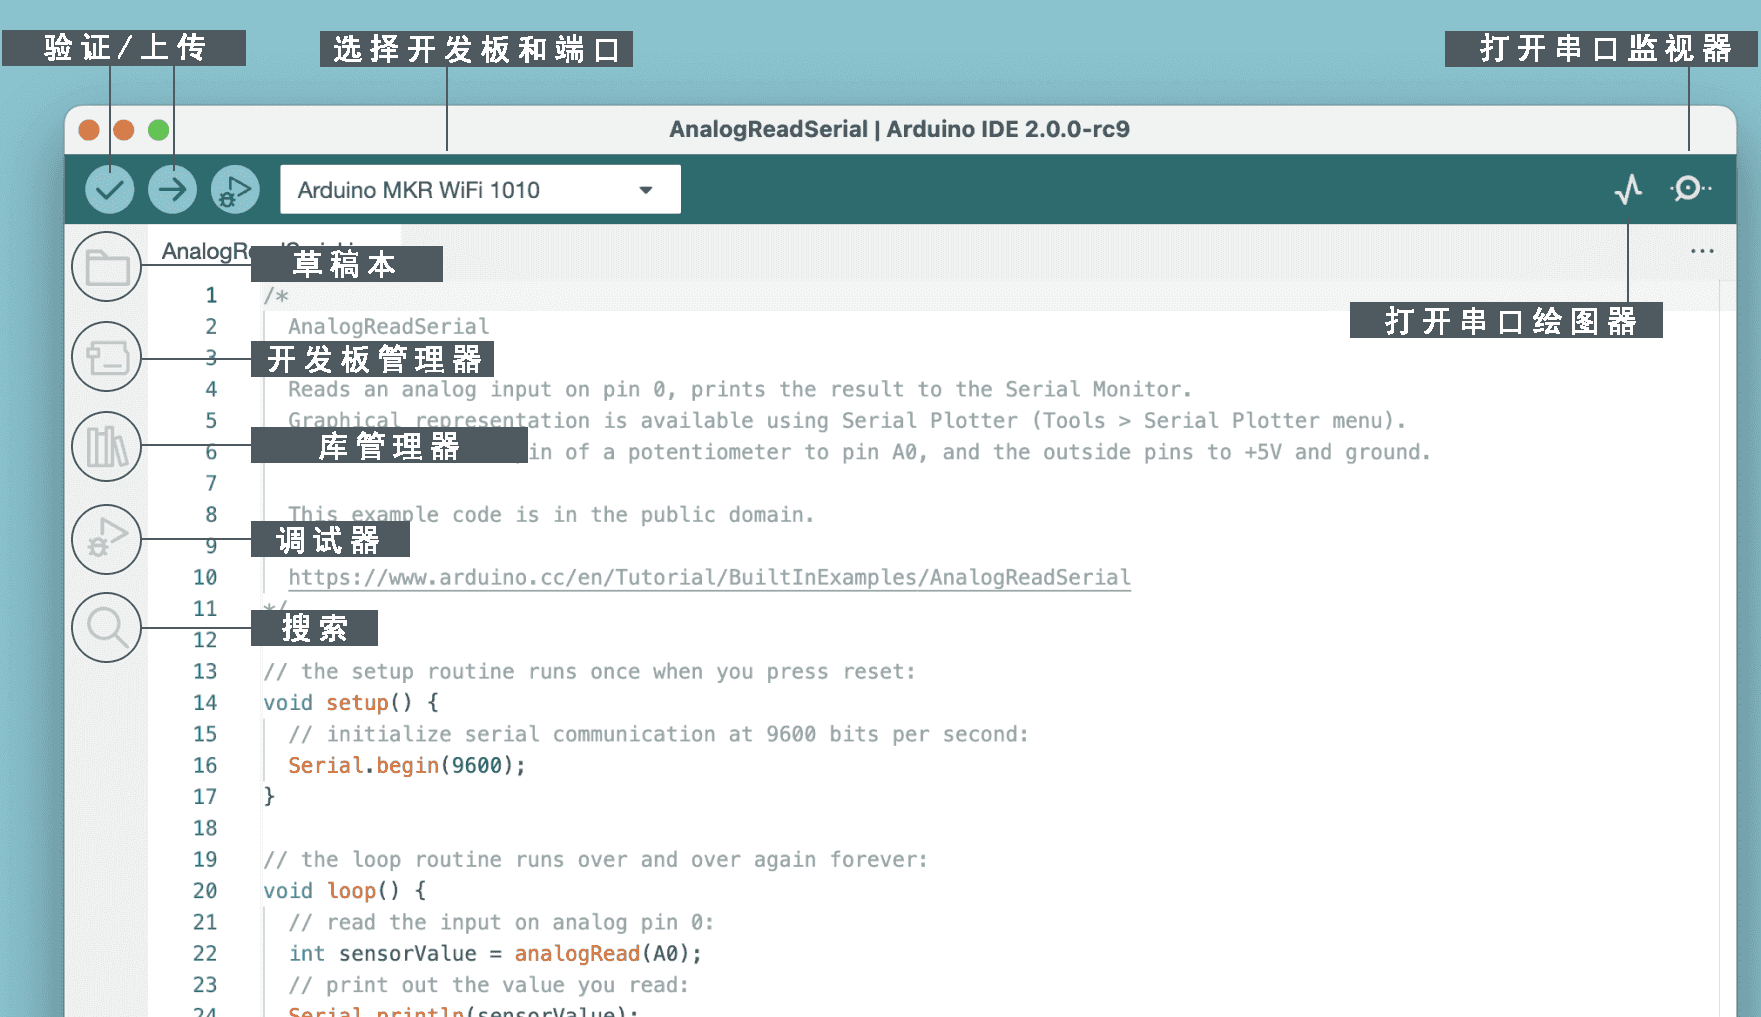 验证/上传
选择开发板和端口
打开串口监视器
AnalogReadSerial | Arduino IDE 2.0.0-rc9
Arduino MKR WiFi 1010
草稿本
打开串口绘图器
1 /*
2 AnalogReadSerial
3
开发板管理器
4 Reads an analog input on pin 0, prints the result to the Serial Monitor.
5 Graphical representation is available using Serial Plotter (Tools > Serial Plotter menu).
库管理器
6 in of a potentiometer to pin A0, and the outside pins to +5V and ground.
7
8 This example code is in the public domain.
调试器
9
10 https://www.arduino.cc/en/Tutorial/BuiltInExamples/AnalogReadSerial
11 */
搜索
12
13 // the setup routine runs once when you press reset:
14 void setup() {
15 // initialize serial communication at 9600 bits per second:
16 Serial.begin(9600);
17 }
18
19 // the loop routine runs over and over again forever:
20 void loop() {
21 // read the input on analog pin 0:
22 int sensorValue = analogRead(A0);
23 // print out the value you read:
24 Serial.println(sensorValue);